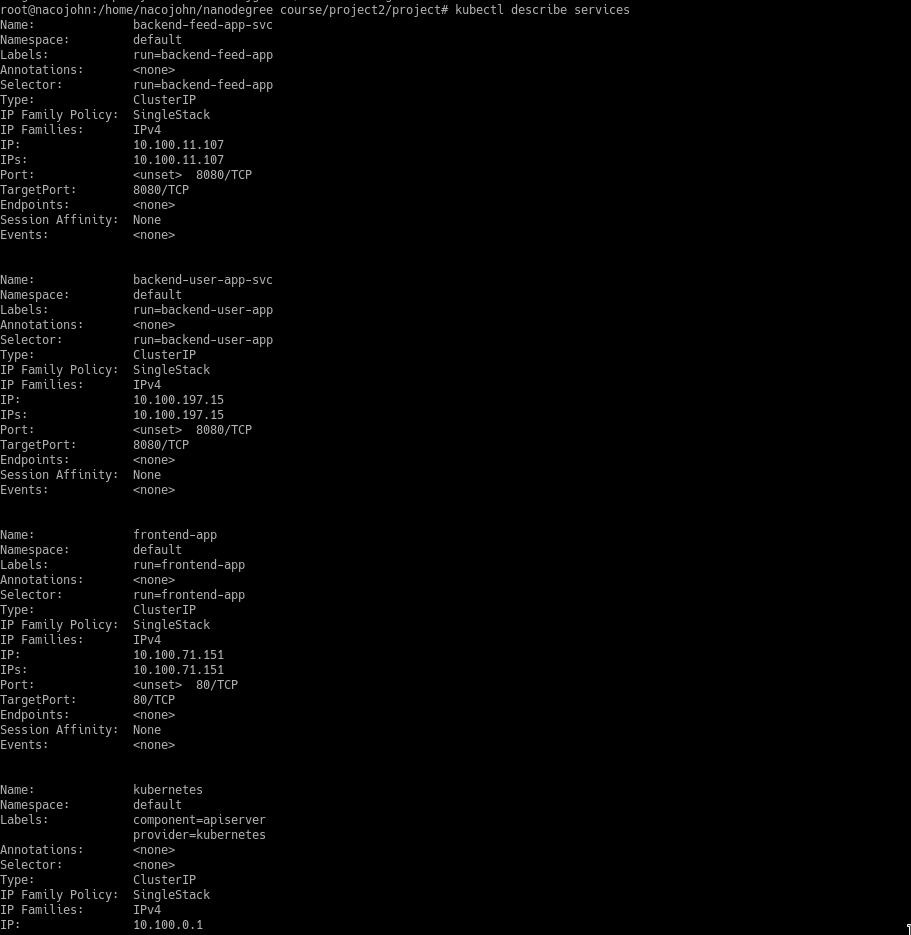 root@nacojohn:/home/nacojohn/nanodegree course/project2/project# kubectl describe services
Name:              backend-feed-app-svc
Namespace:         default
Labels:            run=backend-feed-app
Annotations:       <none>
Selector:          run=backend-feed-app
Type:              ClusterIP
IP Family Policy:  SingleStack
IP Families:       IPv4
IP:                10.100.11.107
IPs:               10.100.11.107
Port:              <unset>  8080/TCP
TargetPort:        8080/TCP
Endpoints:         <none>
Session Affinity:  None
Events:            <none>
Name:              backend-user-app-svc
Namespace:         default
Labels:            run=backend-user-app
Annotations:       <none>
Selector:          run=backend-user-app
Type:              ClusterIP
IP Family Policy:  SingleStack
IP Families:       IPv4
IP:                10.100.197.15
IPs:               10.100.197.15
Port:              <unset>  8080/TCP
TargetPort:        8080/TCP
Endpoints:         <none>
Session Affinity:  None
Events:            <none>
Name:              frontend-app
Namespace:         default
Labels:            run=frontend-app
Annotations:       <none>
Selector:          run=frontend-app
Type:              ClusterIP
IP Family Policy:  SingleStack
IP Families:       IPv4
IP:                10.100.71.151
IPs:               10.100.71.151
Port:              <unset>  80/TCP
TargetPort:        80/TCP
Endpoints:         <none>
Session Affinity:  None
Events:            <none>
Name:              kubernetes
Namespace:         default
Labels:            component=apiserver
                   provider=kubernetes
Annotations:       <none>
Selector:          <none>
Type:              ClusterIP
IP Family Policy:  SingleStack
IP Families:       IPv4
IP:                10.100.0.1